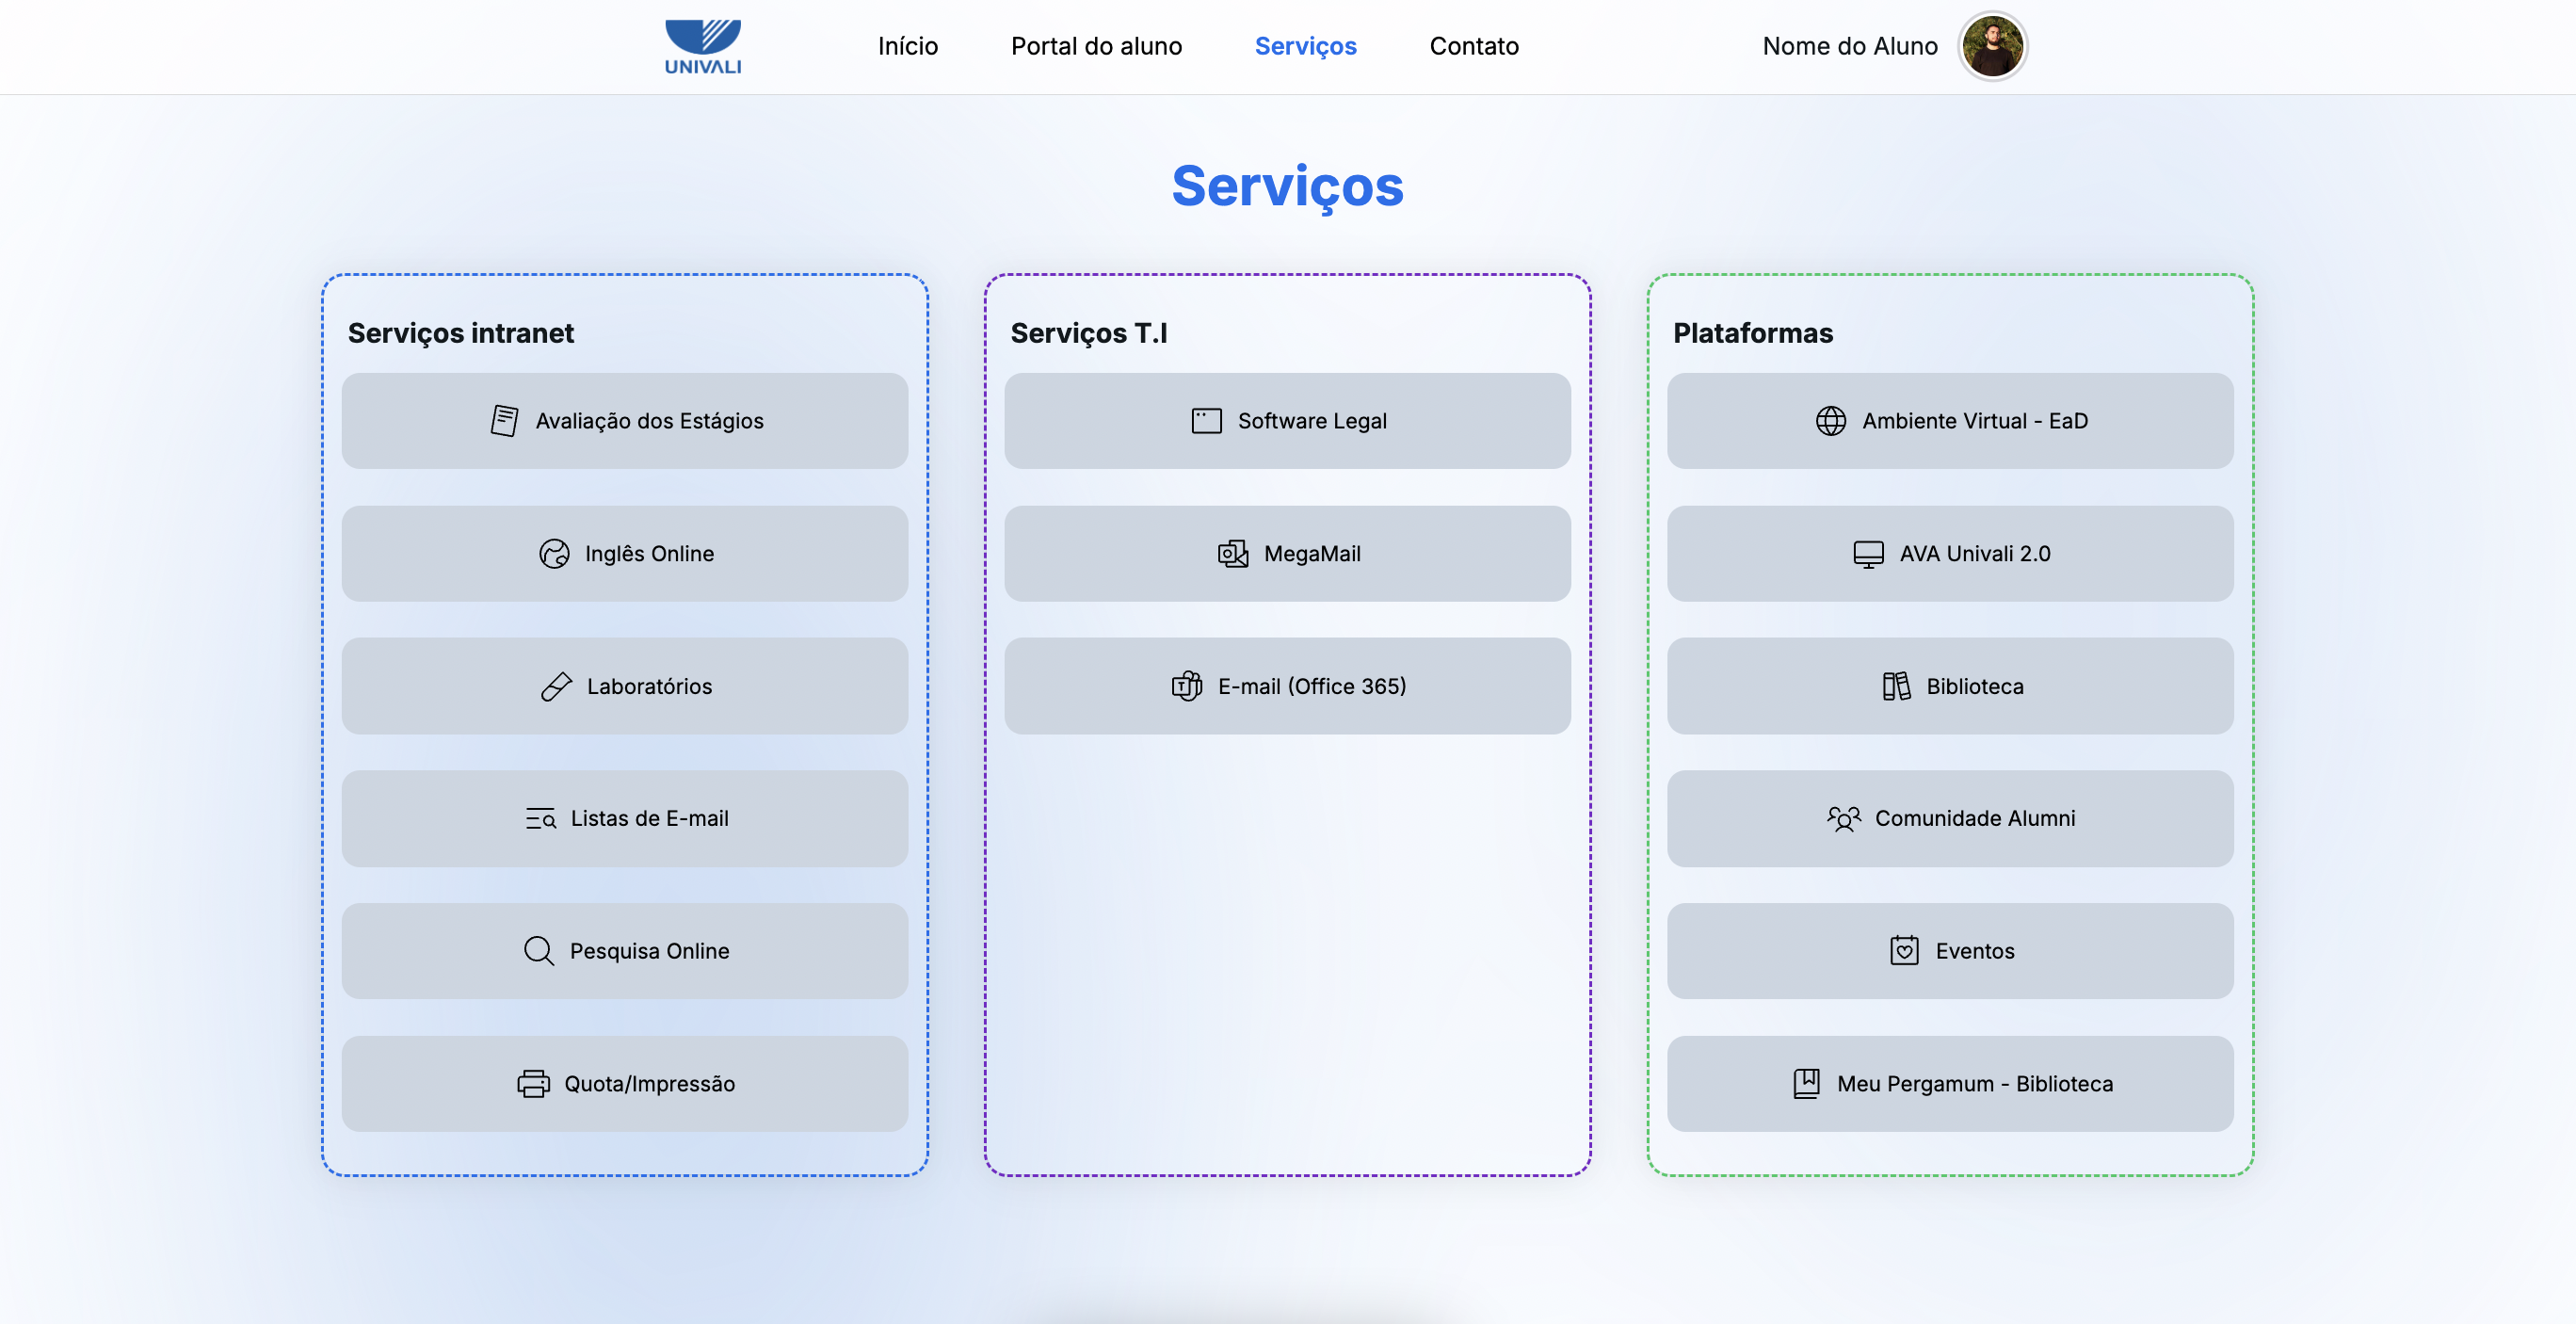 UNIVALI
Início
Portal do aluno
Serviços
Contato
Nome do Aluno
Serviços
Serviços intranet
Avaliação dos Estágios
Inglês Online
Laboratórios
Listas de E-mail
Pesquisa Online
Quota/Impressão
Serviços T.I
Software Legal
MegaMail
E-mail (Office 365)
Plataformas
Ambiente Virtual - EaD
AVA Univali 2.0
Biblioteca
Comunidade Alumni
Eventos
Meu Pergamum - Biblioteca